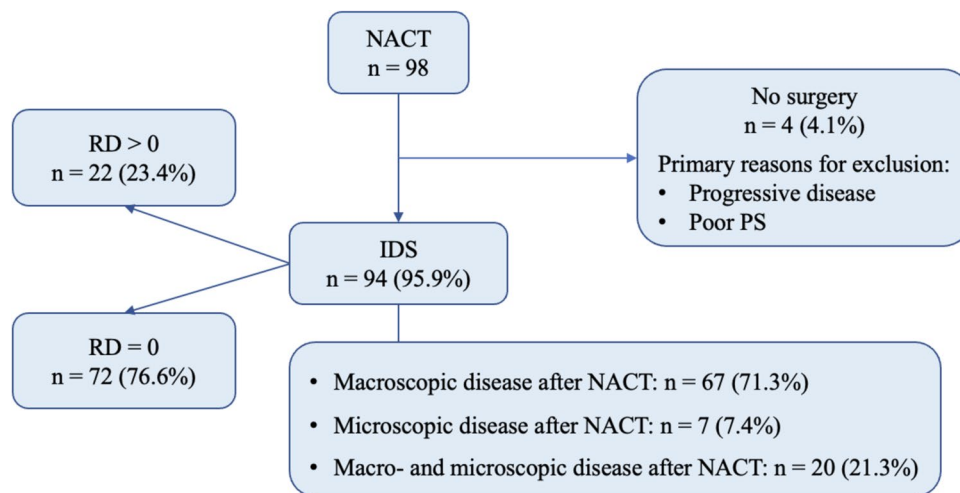 NACT
n = 98
No surgery
n = 4 (4.1%)
Primary reasons for exclusion:
• Progressive disease
• Poor PS
RD > 0
n = 22 (23.4%)
IDS
n = 94 (95.9%)
RD = 0
n = 72 (76.6%)
• Macroscopic disease after NACT: n = 67 (71.3%)
• Microscopic disease after NACT: n = 7 (7.4%)
• Macro- and microscopic disease after NACT: n = 20 (21.3%)